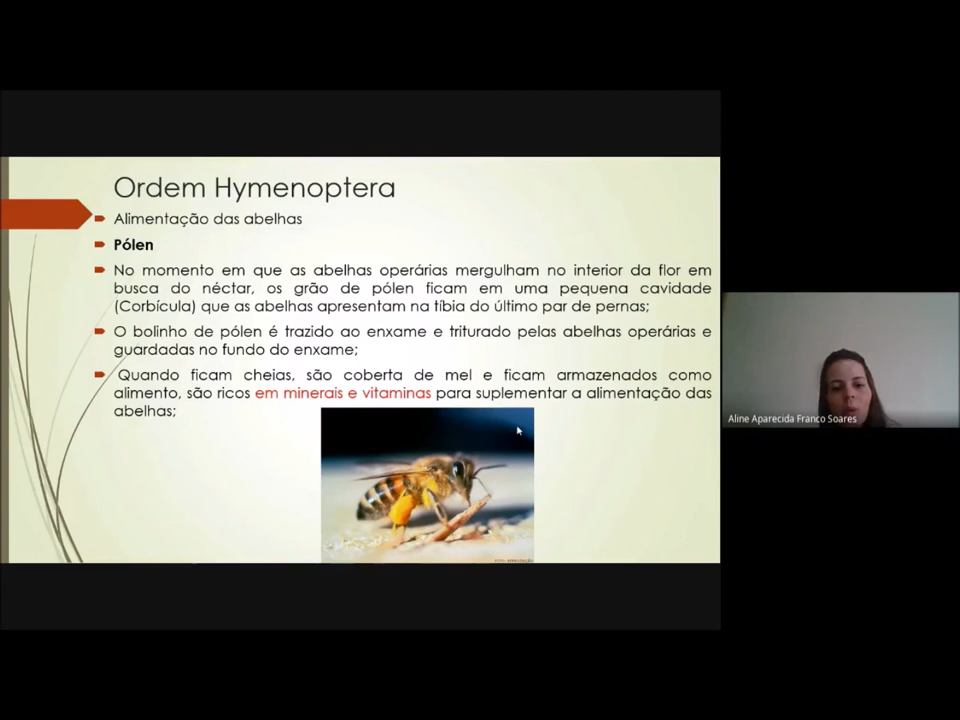 Ordem Hymenoptera
Alimentação das abelhas
Pólen
No momento em que as abelhas operárias mergulham no interior da flor em
busca do néctar, os grão de pólen ficam em uma pequena cavidade
(Corbícula) que as abelhas apresentam na tíbia do último par de pernas;
O bolinho de pólen é trazido ao enxame e triturado pelas abelhas operárias e
guardadas no fundo do enxame;
Quando ficam cheias, são coberta de mel e ficam armazenados como
alimento, são ricos em minerais e vitaminas para suplementar a alimentação das
abelhas;
Aline Aparecida Franco Soares